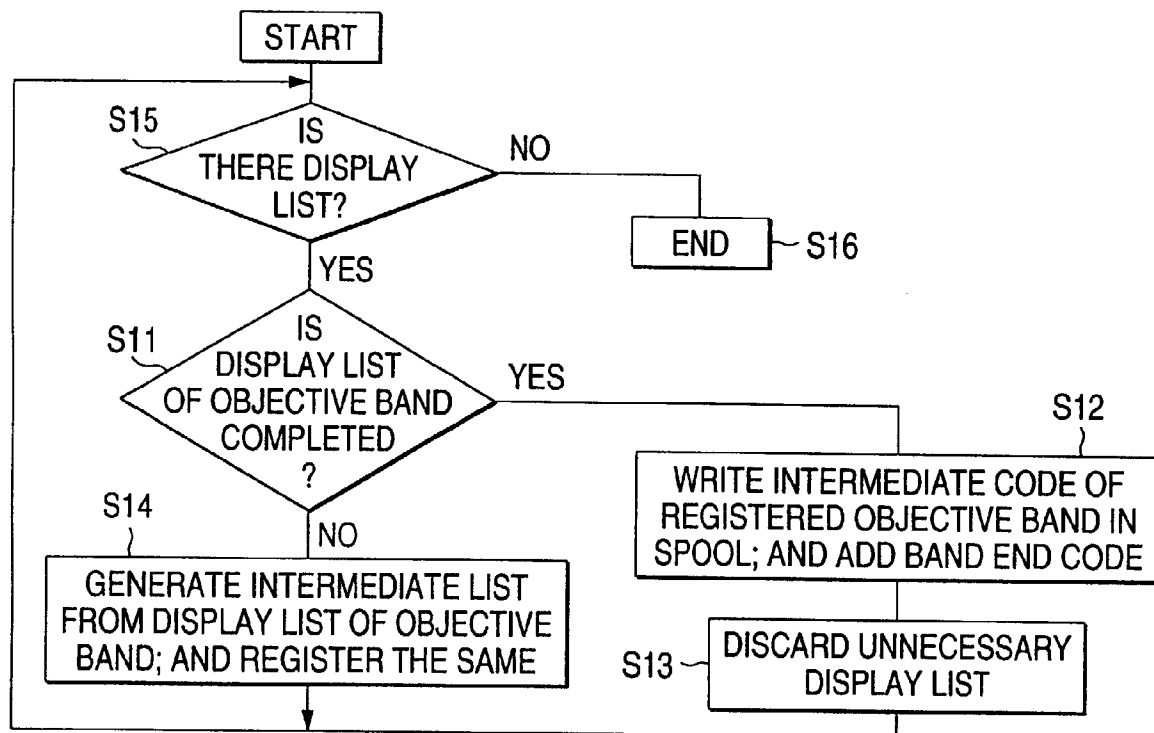 START
S15
IS
THERE DISPLAY
LIST?
NO
END
S16
YES
S11
IS
DISPLAY LIST
OF OBJECTIVE BAND
COMPLETED
?
YES
S12
WRITE INTERMEDIATE CODE OF
REGISTERED OBJECTIVE BAND IN
SPOOL; AND ADD BAND END CODE
S14
NO
GENERATE INTERMEDIATE LIST
FROM DISPLAY LIST OF OBJECTIVE
BAND; AND REGISTER THE SAME
S13
DISCARD UNNECESSARY
DISPLAY LIST